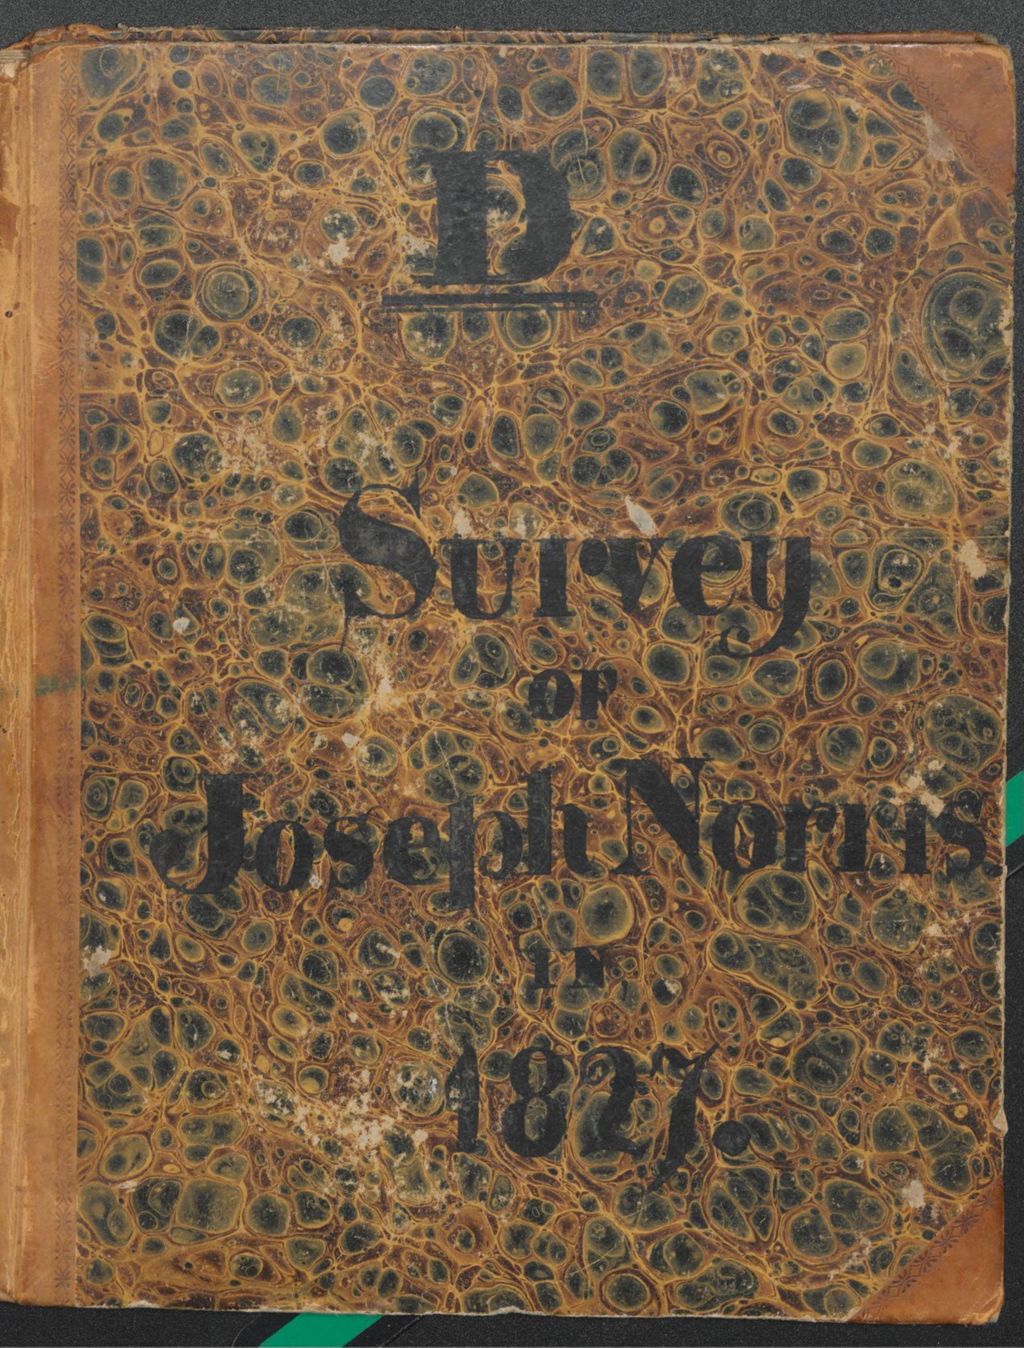 D
Survey
OF
Joseph Norris
IN
1827.